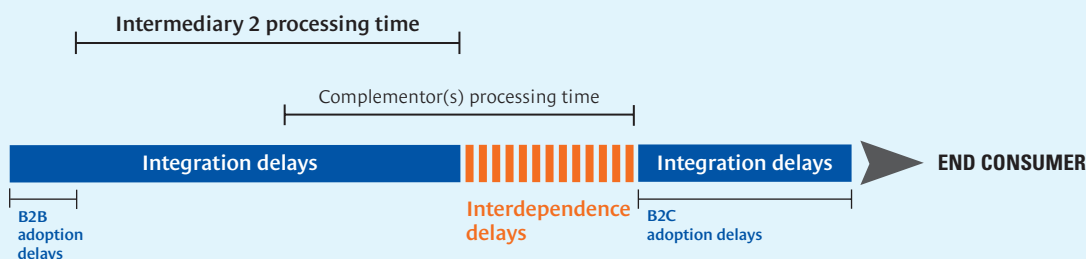 Intermediary 2 processing time
Complementor(s) processing time
Integration delays
Integration delays
END CONSUMER
B2B
adoption
delays
Interdependence
delays
B2C
adoption delays